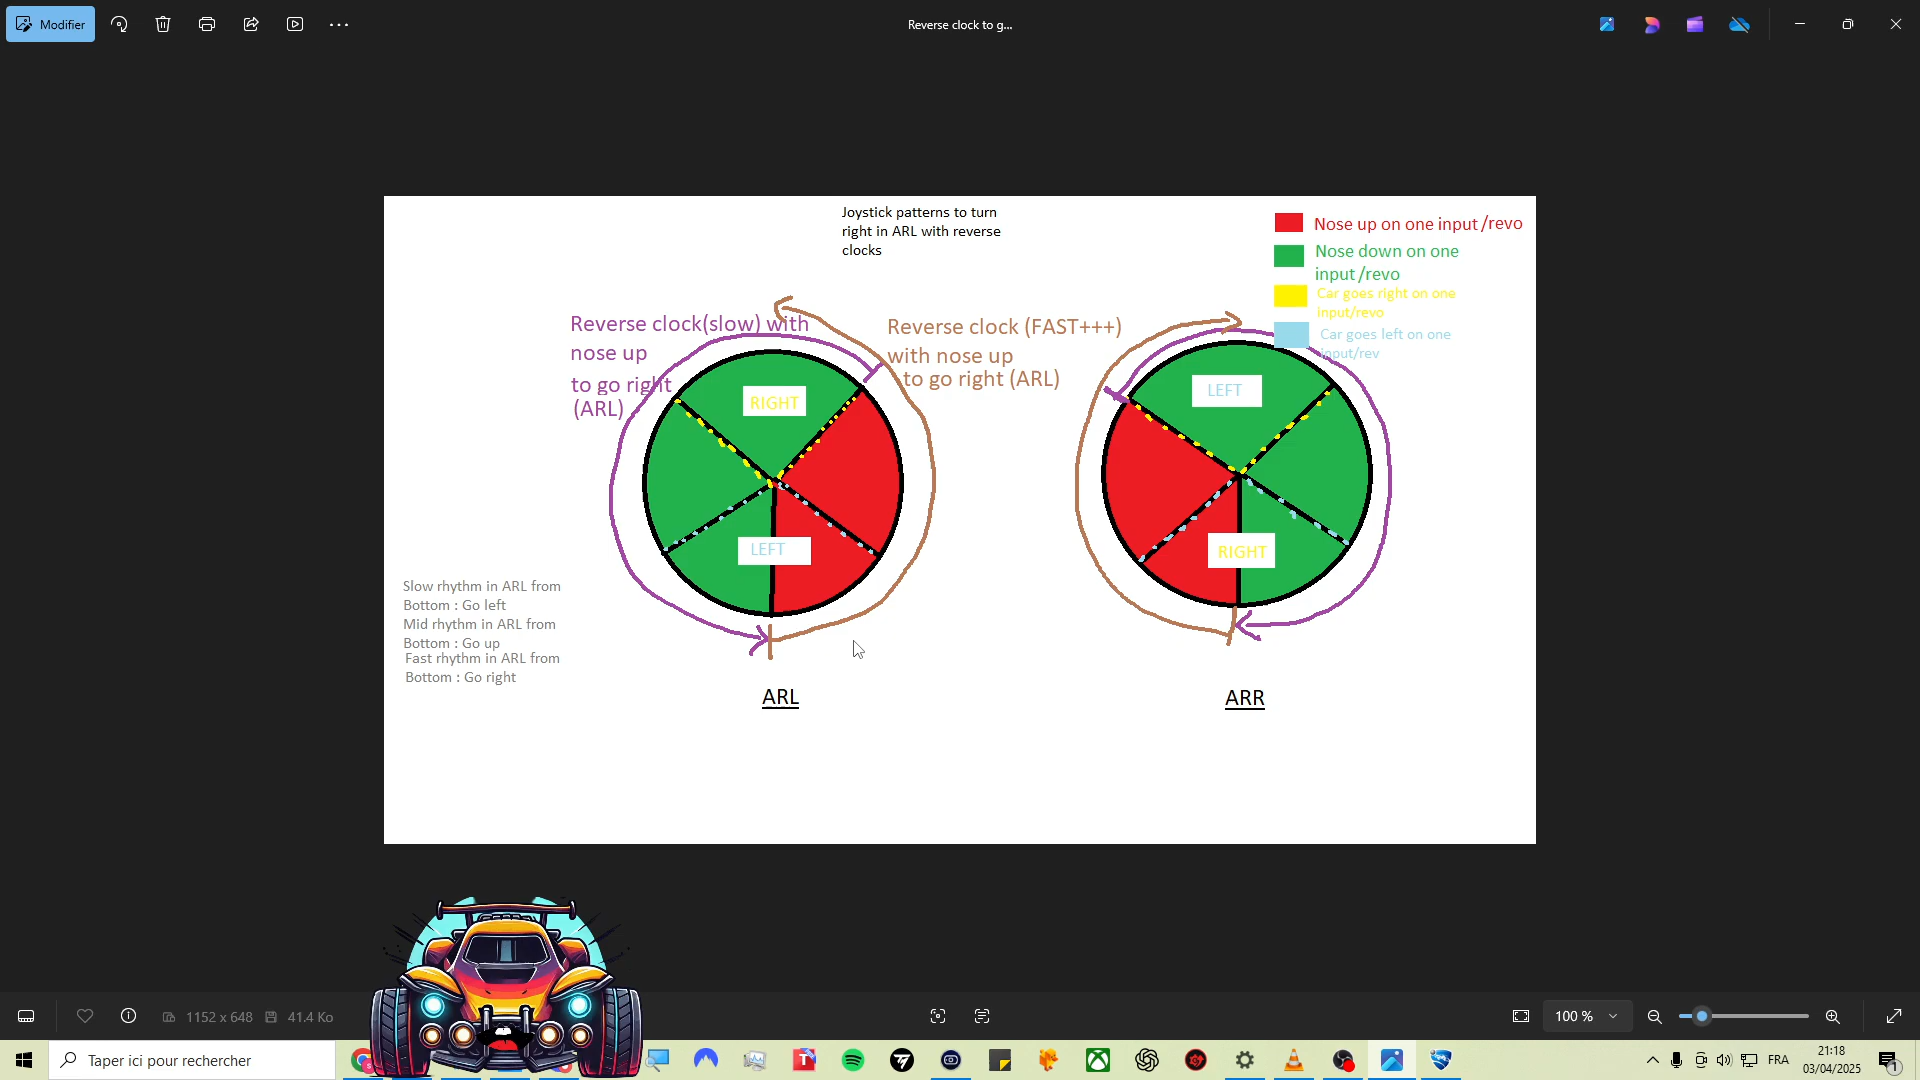 Modifier
Reverse clock to g...
Joystick patterns to turn
right in ARL with reverse
clocks
Nose up on one input /revo
Nose down on one
input /revo
Car goes right on one
input/revo
Car goes left on one
input/rev
Reverse clock(slow) with
nose up
to go right
(ARL)
Reverse clock (FAST+++)
with nose up
to go right (ARL)
RIGHT
LEFT
LEFT
RIGHT
Slow rhythm in ARL from
Bottom : Go left
Mid rhythm in ARL from
Bottom : Go up
Fast rhythm in ARL from
Bottom : Go right
ARL
ARR
1152 x 648
41.4 Ko
100 %
Taper ici pour rechercher
FRA
21:18
03/04/2025
1